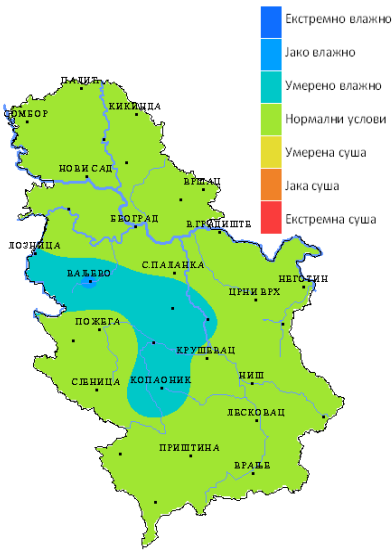 Екстремно влажно
Јако влажно
Умерено влажно
Нормални услови
Умерена суша
Јака суша
Екстремна суша
ПАЛИЋ
СОМБОР
КИКИНДА
НОВИ САД
ВРШАЦ
БЕОГРАД
В.ГРАДИШТЕ
ЛОЗНИЦА
ВАЉЕВО
С.ПАЛАНКА
НЕГОТИН
ЦРНИ ВРХ
ПОЖЕГА
КРУШЕВАЦ
СЈЕНИЦА
КОПАОНИК
НИШ
ЛЕСКОВАЦ
ПРИШТИНА
ВРАЊЕ